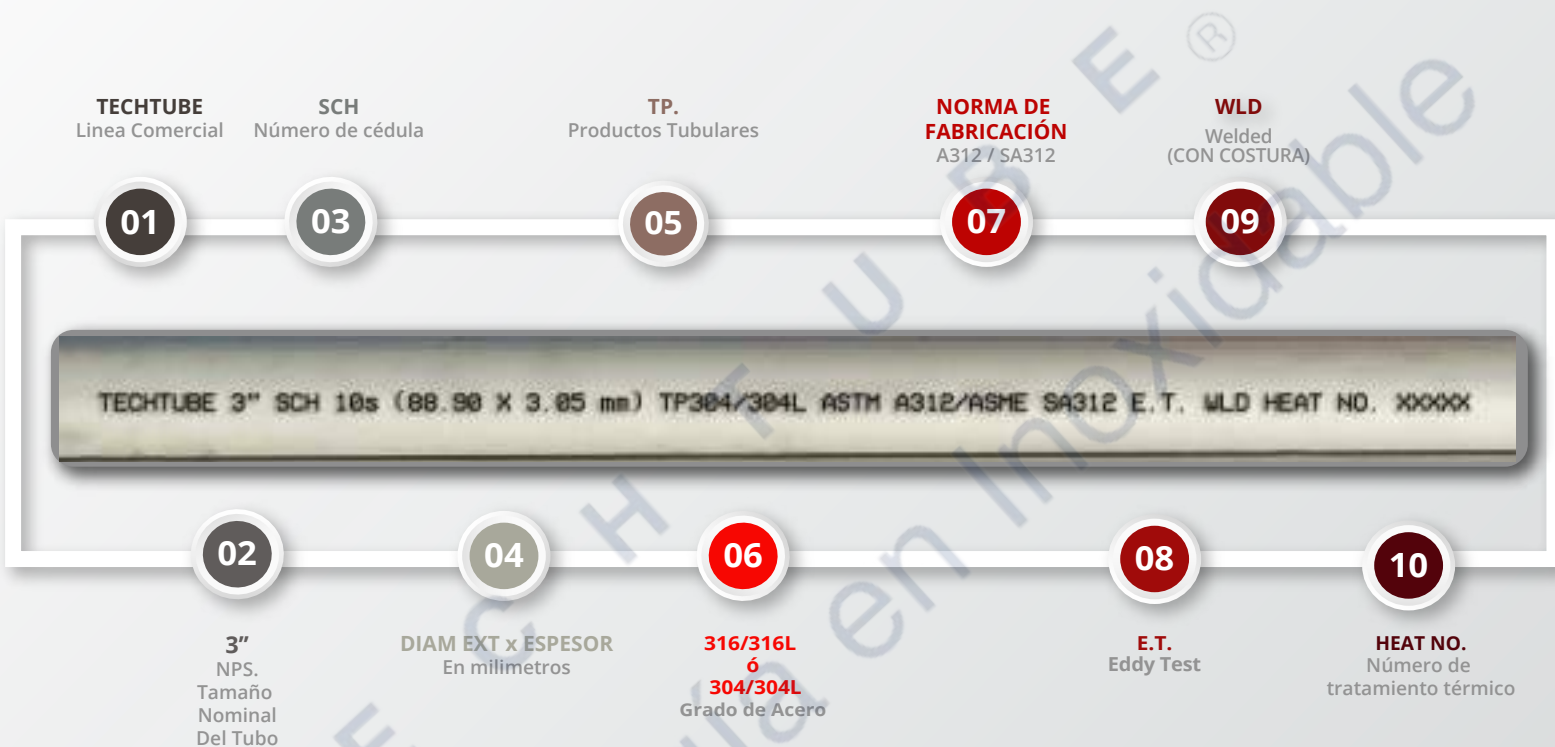 TECHTUBE
Linea Comercial
SCH
Número de cédula
TP.
Productos Tubulares
NORMA DE
FABRICACIÓN
A312 / SA312
WLD
Welded
(CON COSTURA)
01
03
05
07
09
TECHTUBE 3" SCH 10s (88.90 X 3.05 mm) TP304/304L ASTM A312/ASME SA312 E.T. WLD HEAT NO. XXXXX
02
04
06
08
10
3”
NPS.
Tamaño
Nominal
Del Tubo
DIAM EXT x ESPESOR
En milimetros
316/316L
ó
304/304L
Grado de Acero
E.T.
Eddy Test
HEAT NO.
Número de
tratamiento térmico
E C H T U B E ®
ía en Inoxidable